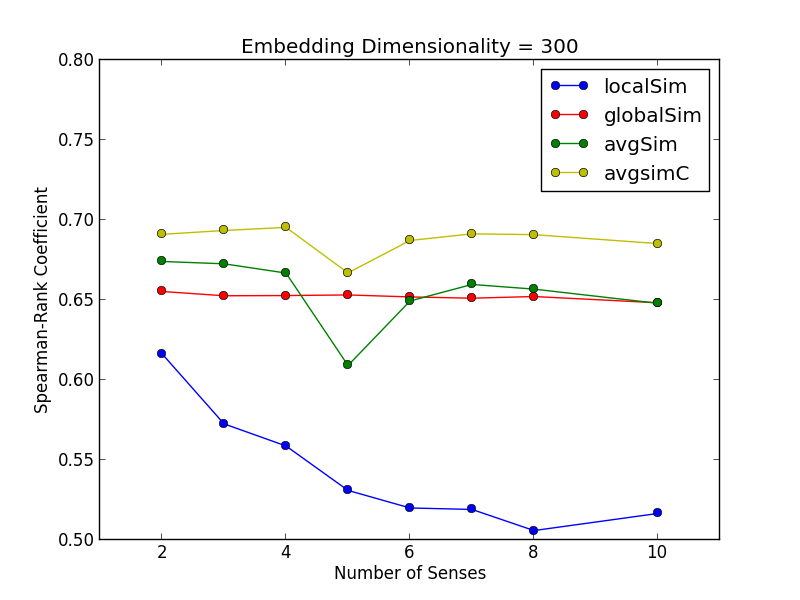 Embedding Dimensionality = 300
0.80
0.75
0.70
0.65
0.60
0.55
0.50
Spearman-Rank Coefficient
localSim
globalSim
avgSim
avgsimC
2 4 6 8 10
Number of Senses